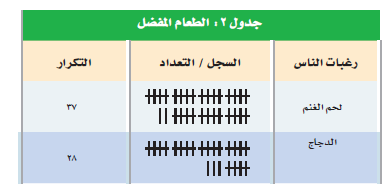 جدول ٢: الطعام المفضل
رغبات الناس السجل / التعداد التكرار
لحم الغنم ٣٧
الدجاج ٢٨